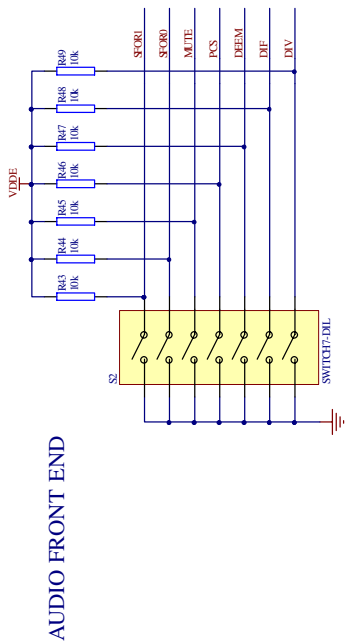 AUDIO FRONT END
VDDE
R43
10k
R44
10k
R45
10k
R46
10k
R47
10k
R48
10k
R49
10k
SFOR1
SFOR0
MUTE
PCS
DEEM
DIF
DIV
S2
SWITCH7-DIL